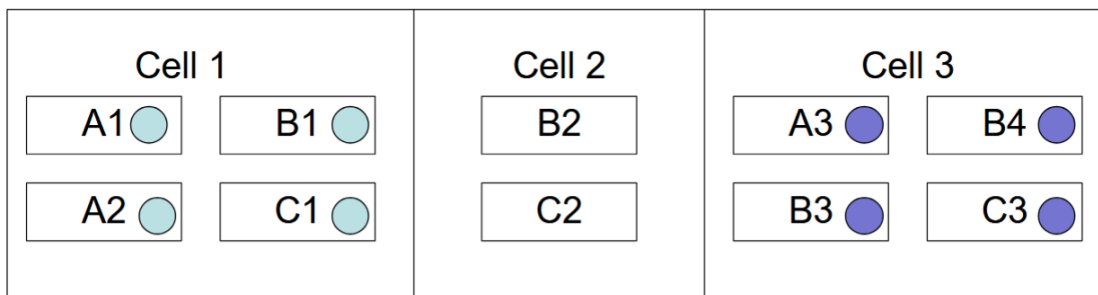 Cell 1 Cell 2 Cell 3
A1 B1 B2 A3 B4
A2 C1 C2 B3 C3